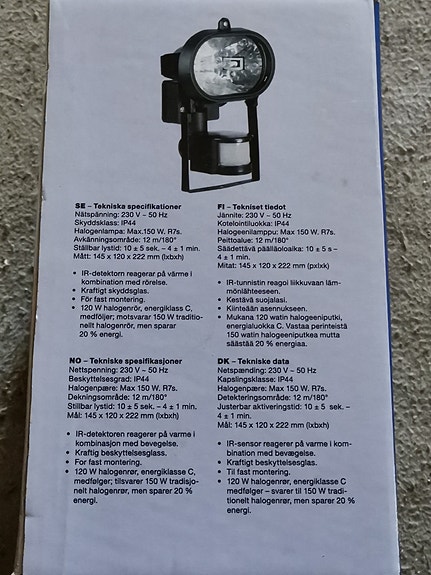 SE – Tekniska specifikationer
Nätspänning: 230 V ~ 50 Hz
Skyddsklass: IP44
Halogenlampa: Max.150 W. R7s.
Avkänningsområde: 12 m/180°
Ställbar lystid: 10 ± 5 sek. – 4 ± 1 min.
Mått: 145 x 120 x 222 mm (lxbxh)
• IR-detektorn reagerar på värme i
kombination med rörelse.
• Kraftigt skyddsglas.
• För fast montering.
• 120 W halogenrör, energiklass C,
medföljer; motsvarar 150 W traditio-
nellt halogenrör, men sparar
20 % energi.
FI – Tekniset tiedot
Jännite: 230 V ~ 50 Hz
Kotelointiluokka: IP44
Halogeenilamppu: Max 150 W. R7s.
Peittoalue: 12 m/180°
Säädettävä päälläoloaika: 10 ± 5 s –
4 ± 1 min.
Mitat: 145 x 120 x 222 mm (pxlxk)
• IR-tunnistin reagoi liikkuvaan läm-
mönlähteeseen.
• Kestävä suojalasi.
• Kiinteään asennukseen.
• Mukana 120 watin halogeeniputki,
energialuokka C. Vastaa perinteistä
150 watin halogeeniputkea mutta
säästää 20 % energiaa.
NO – Tekniske spesifikasjoner
Nettspenning: 230 V ~ 50 Hz
Beskyttelsesgrad: IP44
Halogenpære: Max 150 W. R7s.
Dekningsområde: 12 m/180°
Stillbar lystid: 10 ± 5 sek. – 4 ± 1 min.
Mål: 145 x 120 x 222 mm (lxbxh)
• IR-detektoren reagerer på varme i
kombinasjon med bevegelse.
• Kraftig beskyttelsesglass.
• For fast montering.
• 120 W halogenrør, energiklasse C,
medfølger; tilsvarer 150 W tradisjo-
nelt halogenrør, men sparer 20 %
energi.
DK – Tekniske data
Netspænding: 230 V ~ 50 Hz
Kapslingsklasse: IP44
Halogenpære: Max 150 W. R7s.
Detekteringsområde: 12 m/180°
Justerbar aktiveringstid: 10 ± 5 sek. –
4 ± 1 min.
Mål: 145 x 120 x 222 mm (lxbxh)
• IR-sensor reagerer på varme i kom-
bination med bevægelse.
• Kraftigt beskyttelsesglas.
• Til fast montering.
• 120 W halogenrør, energiklasse C
medfølger – svarer til 150 W tradi-
tionelt halogenrør, men sparer 20 %
energi.